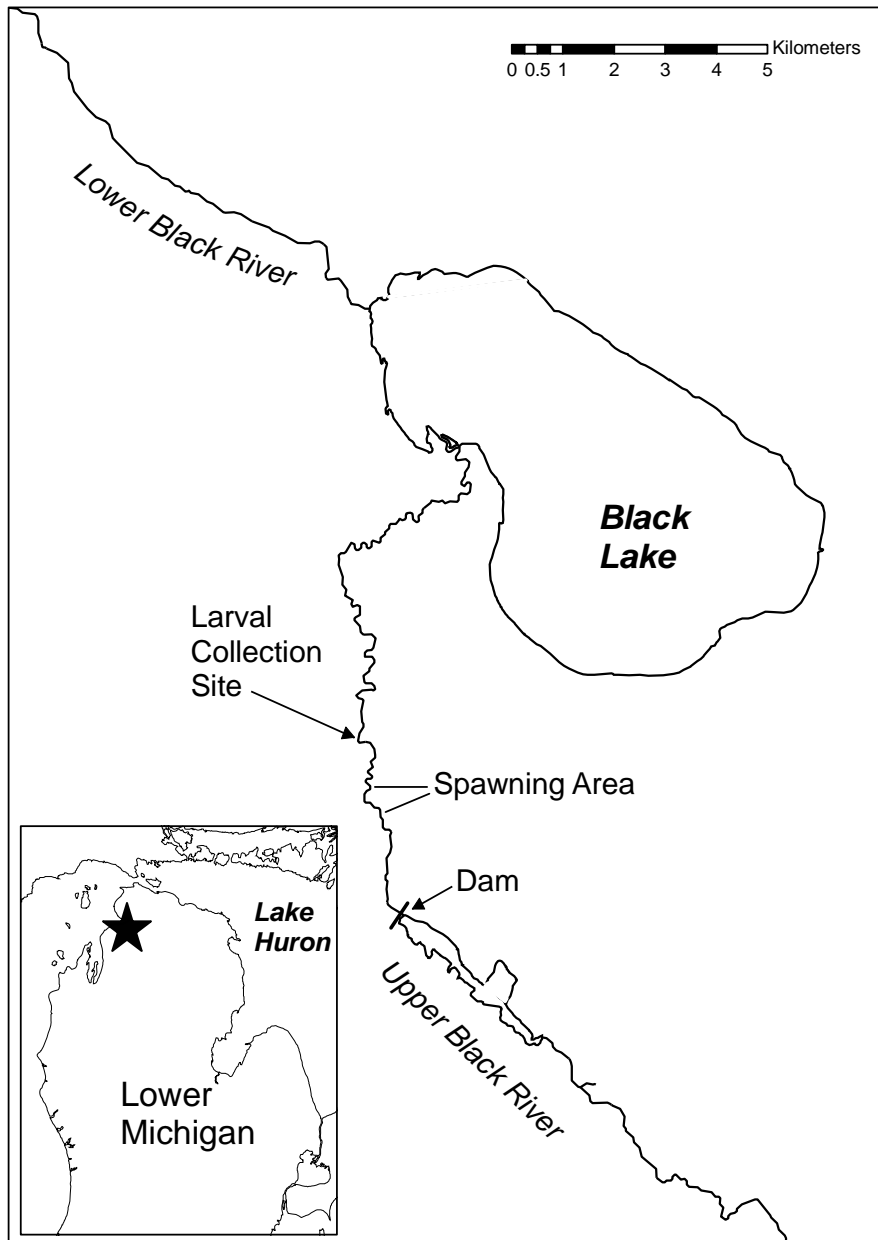 Kilometers
0 0.5 1 2 3 4 5
Lower Black River
Black
Lake
Larval
Collection
Site
Spawning Area
Dam
Upper Black River
Lake
Huron
Lower
Michigan